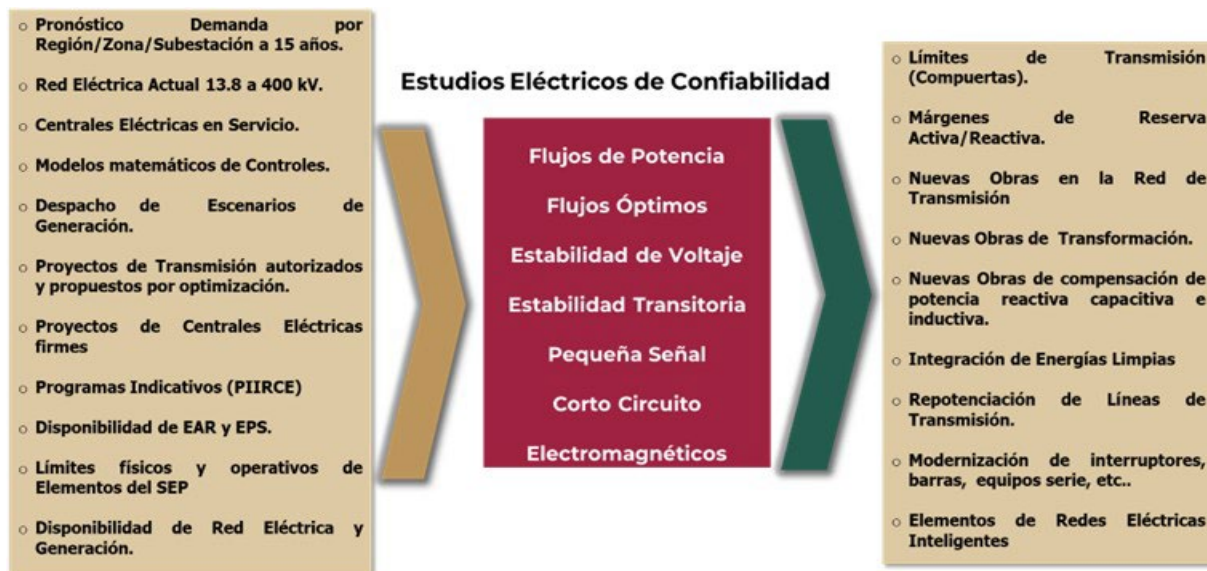 o Pronóstico Demanda por
Región/Zona/Subestación a 15 años.
o Red Eléctrica Actual 13.8 a 400 kV.
o Centrales Eléctricas en Servicio.
o Modelos matemáticos de Controles.
o Despacho de Escenarios de
Generación.
o Proyectos de Transmisión autorizados
y propuestos por optimización.
o Proyectos de Centrales Eléctricas
firmes
o Programas Indicativos (PIIRCE)
o Disponibilidad de EAR y EPS.
o Límites físicos y operativos de
Elementos del SEP
o Disponibilidad de Red Eléctrica y
Generación.
Estudios Eléctricos de Confiabilidad
Flujos de Potencia
Flujos Óptimos
Estabilidad de Voltaje
Estabilidad Transitoria
Pequeña Señal
Corto Circuito
Electromagnéticos
o Límites de Transmisión
(Compuertas).
o Márgenes de Reserva
Activa/Reactiva.
o Nuevas Obras en la Red de
Transmisión
o Nuevas Obras de Transformación.
o Nuevas Obras de compensación de
potencia reactiva capacitiva e
inductiva.
o Integración de Energías Limpias
o Repotenciación de Líneas de
Transmisión.
o Modernización de interruptores,
barras, equipos serie, etc..
o Elementos de Redes Eléctricas
Inteligentes